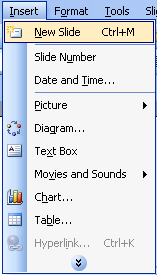 Insert Format Tools
New Slide Ctrl+M
Slide Number
Date and Time...
Picture
Diagram...
Text Box
Movies and Sounds
Chart...
Table...
Hyperlink... Ctrl+K